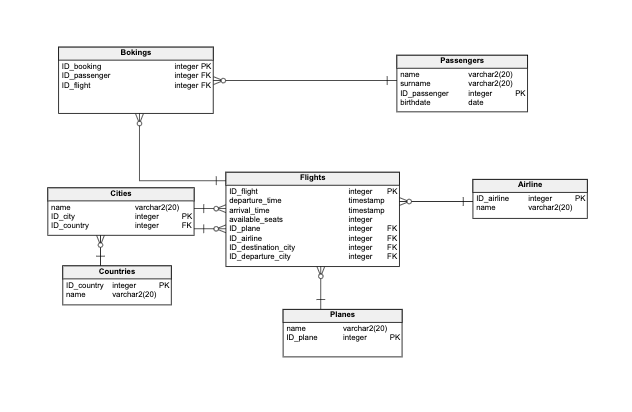 Bokings
ID_booking integer PK
ID_passenger integer FK
ID_flight integer FK
Passengers
name varchar2(20)
surname varchar2(20)
ID_passenger integer PK
birthdate date
Flights
ID_flight integer PK
departure_time timestamp
arrival_time timestamp
available_seats integer
ID_plane integer FK
ID_airline integer FK
ID_destination_city integer FK
ID_departure_city integer FK
Cities
name varchar2(20)
ID_city integer PK
ID_country integer FK
Airline
ID_airline integer PK
name varchar2(20)
Countries
ID_country integer PK
name varchar2(20)
Planes
name varchar2(20)
ID_plane integer PK